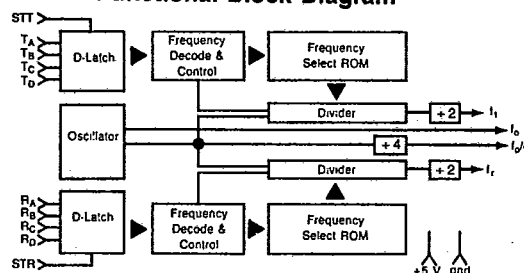 Functional Block Diagram
STT
TA
TB
TC
TD
D-Latch
Frequency
Decode &
Control
Frequency
Select ROM
Divider
÷2
f1
Oscillator
fo
÷4
fo/4
Divider
÷2
fr
RA
RB
RC
RD
D-Latch
Frequency
Decode &
Control
Frequency
Select ROM
STR
+5 V
gnd